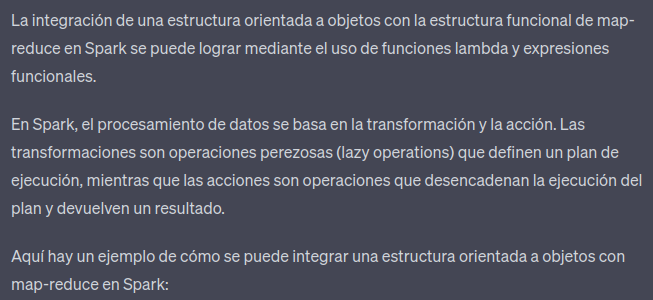 La integración de una estructura orientada a objetos con la estructura funcional de map-
reduce en Spark se puede lograr mediante el uso de funciones lambda y expresiones
funcionales.
En Spark, el procesamiento de datos se basa en la transformación y la acción. Las
transformaciones son operaciones perezosas (lazy operations) que definen un plan de
ejecución, mientras que las acciones son operaciones que desencadenan la ejecución del
plan y devuelven un resultado.
Aquí hay un ejemplo de cómo se puede integrar una estructura orientada a objetos con
map-reduce en Spark: